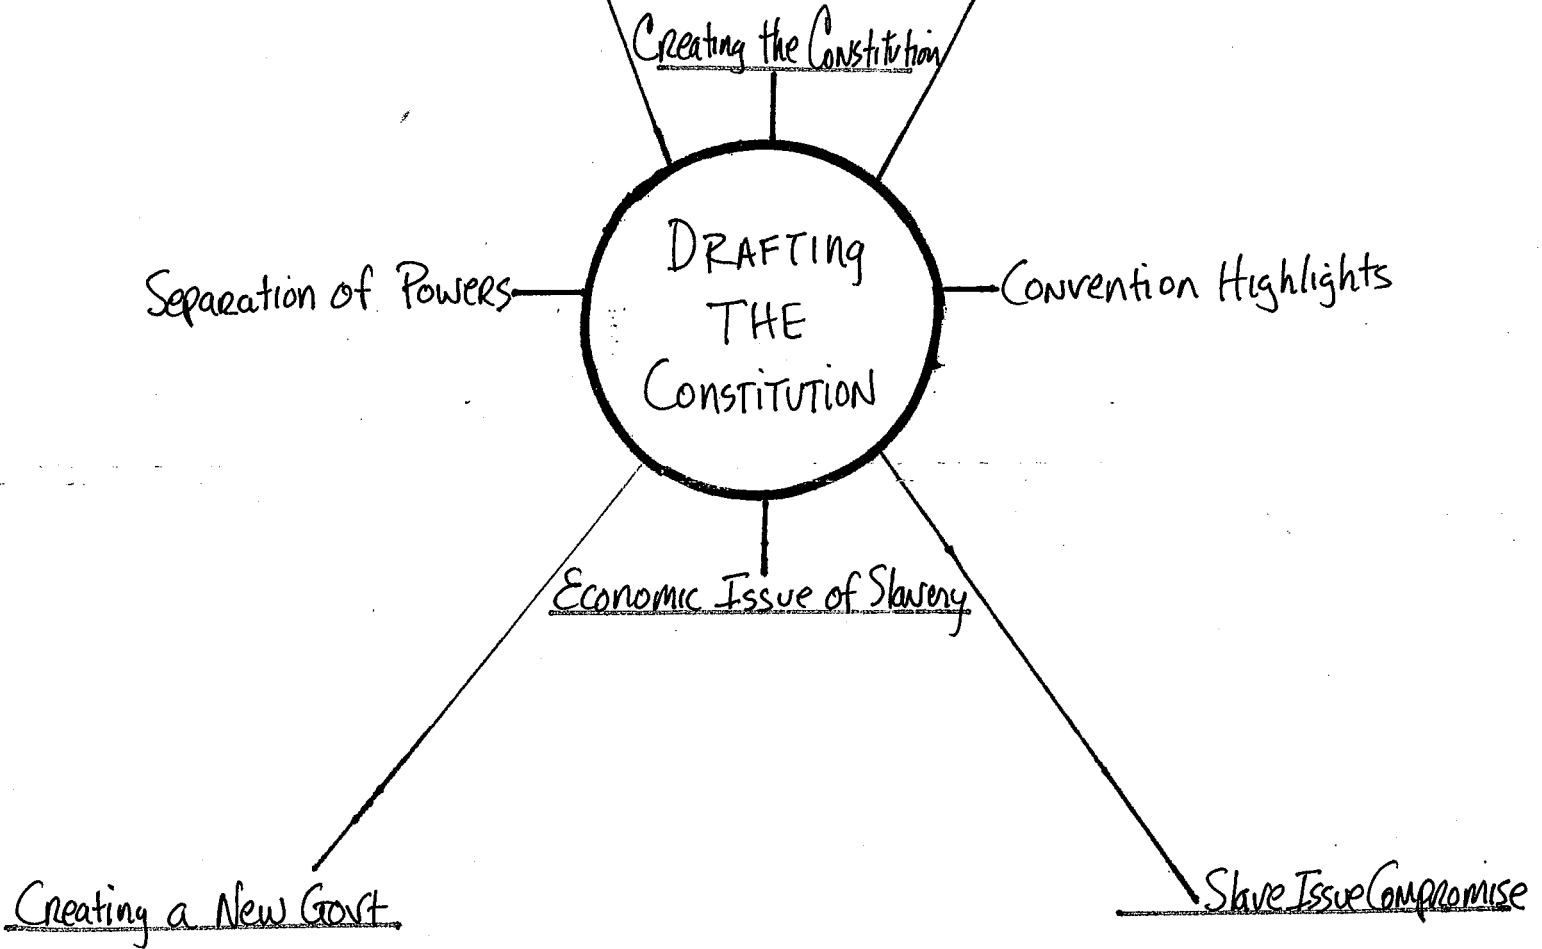 Creating the Constitution
DRAFTING
THE
CONSTITUTION
Separation of Powers
Convention Highlights
Economic Issue of Slavery
Creating a New Govt
Slave Issue Compromise